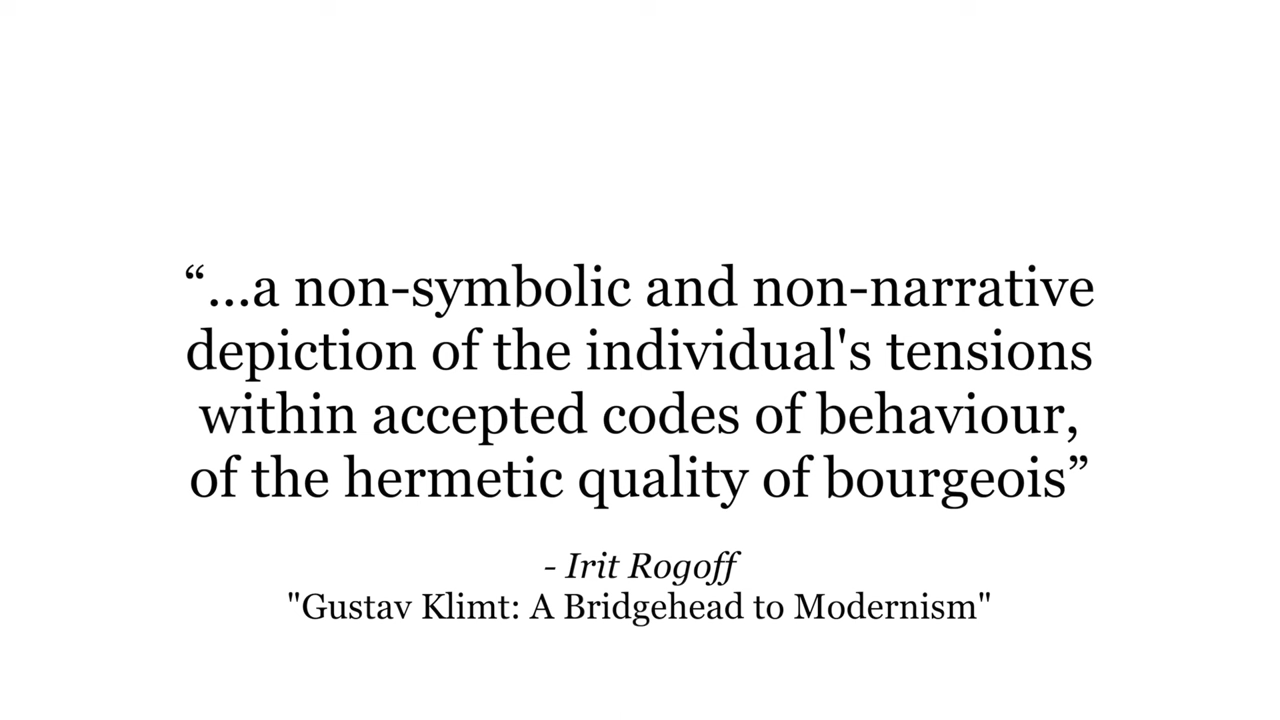 “...a non-symbolic and non-narrative
depiction of the individual's tensions
within accepted codes of behaviour,
of the hermetic quality of bourgeois”
- Irit Rogoff
"Gustav Klimt: A Bridgehead to Modernism"